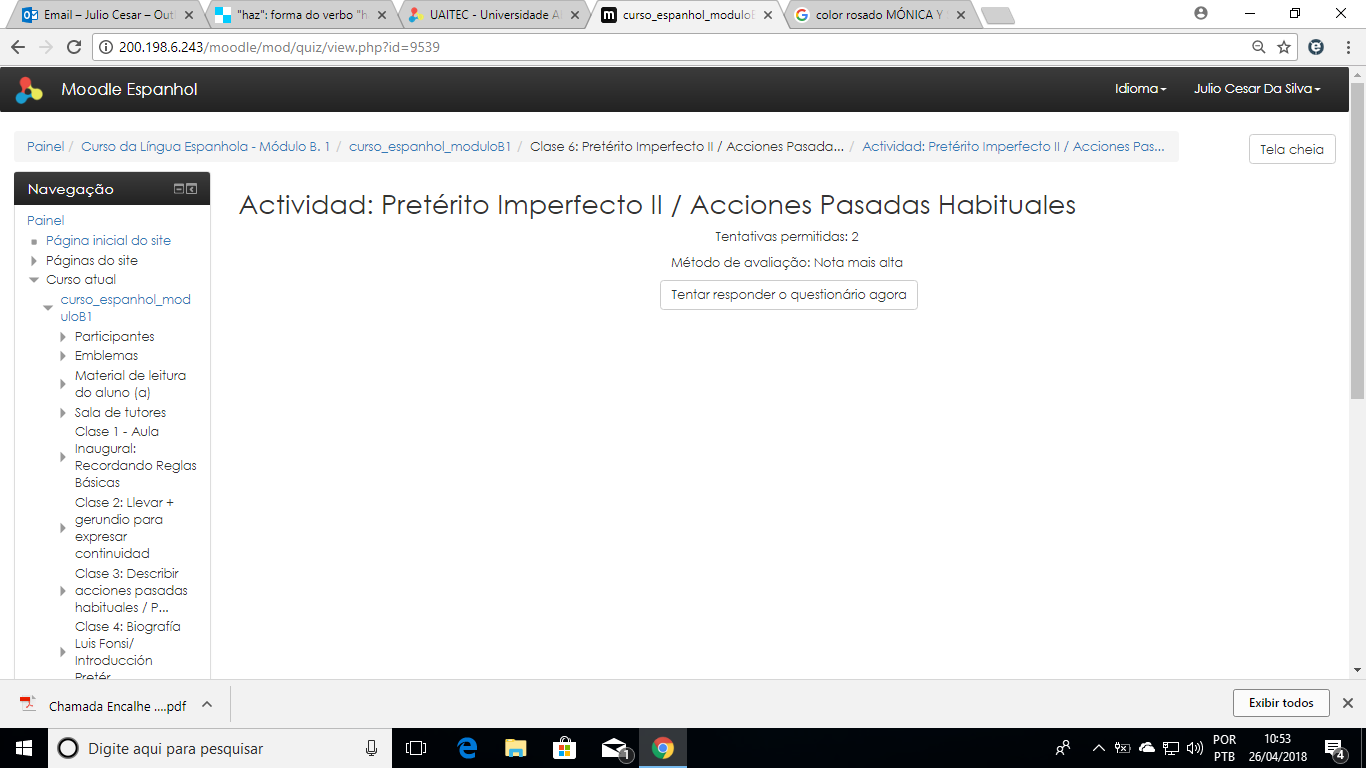 Email – Julio Cesar – Out
"haz": forma do verbo "h
UAITEC - Universidade A
curso_espanhol_modulo
color rosado MÓNICA Y
200.198.6.243/moodle/mod/quiz/view.php?id=9539
Moodle Espanhol
Idioma
Julio Cesar Da Silva
Painel / Curso da Língua Espanhola - Módulo B. 1 / curso_espanhol_moduloB1 / Clase 6: Pretérito Imperfecto II / Acciones Pasada... / Actividad: Pretérito Imperfecto II / Acciones Pas...
Tela cheia
Navegação
Painel
Página inicial do site
Páginas do site
Curso atual
curso_espanhol_mod
uloB1
Participantes
Emblemas
Material de leitura
do aluno (a)
Sala de tutores
Clase 1 - Aula
Inaugural:
Recordando Reglas
Básicas
Clase 2: Llevar +
gerundio para
expresar
continuidad
Clase 3: Describir
acciones pasadas
habituales / P...
Clase 4: Biografía
Luis Fonsi/
Introducción
Pretér
Actividad: Pretérito Imperfecto II / Acciones Pasadas Habituales
Tentativas permitidas: 2
Método de avaliação: Nota mais alta
Tentar responder o questionário agora
Chamada Encalhe ....pdf
Exibir todos
Digite aqui para pesquisar
1
POR
PTB
10:53
26/04/2018
4